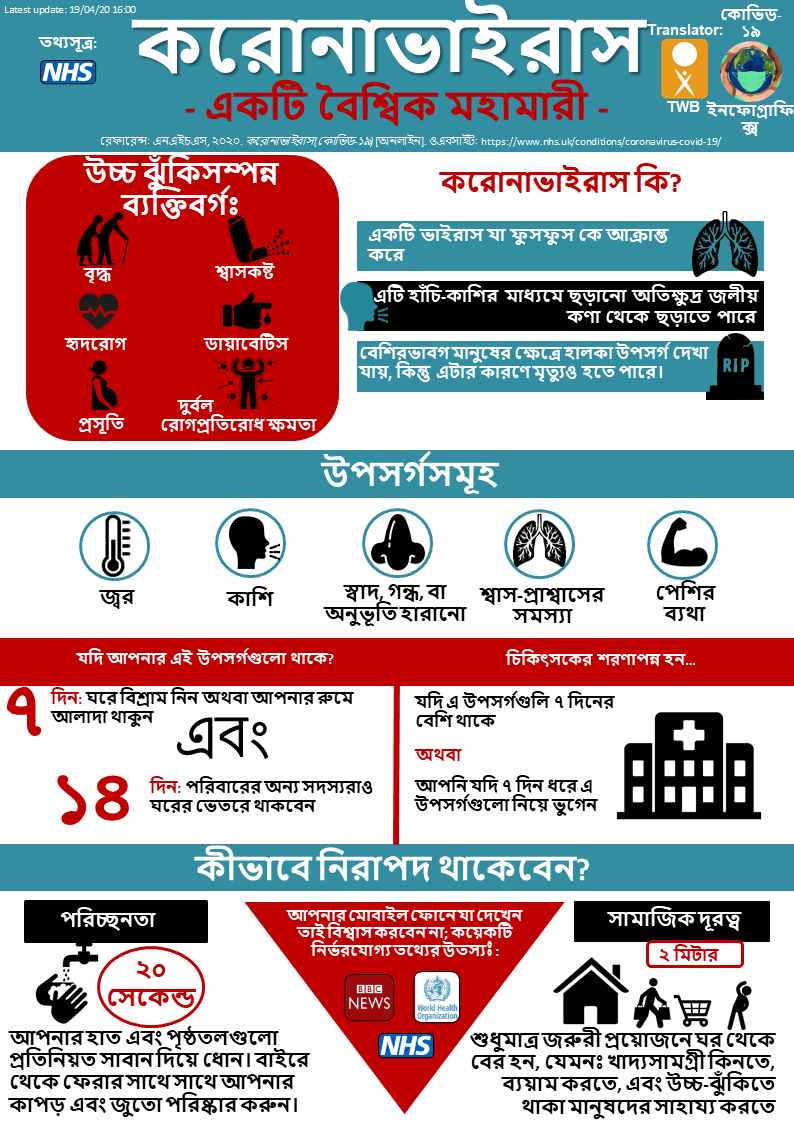 Latest update: 19/04/20 16:00
তথ্যসূত্র:
NHS
করোনাভাইরাস
- একটি বৈশ্বিক মহামারী -
Translator:
TWB
কোভিড-
১৯
ইনফোগ্রাফি
ক্স
রেফারেন্স: এনএইচএস, ২০২০. করোনাভাইরাস(কোভিড-১৯) [অনলাইন]. ওএবসাইট: https://www.nhs.uk/conditions/coronavirus-covid-19/
উচ্চ ঝুঁকিসম্পন্ন
ব্যক্তিবর্গঃ
বৃদ্ধ
শ্বাসকষ্ট
হৃদরোগ
ডায়াবেটিস
প্রসূতি
দুর্বল
রোগপ্রতিরোধ ক্ষমতা
করোনাভাইরাস কি?
একটি ভাইরাস যা ফুসফুস কে আক্রান্ত
করে
এটি হাঁচি-কাশির মাধ্যমে ছড়ানো অতিক্ষুদ্র জলীয়
কণা থেকে ছড়াতে পারে
বেশিরভাবগ মানুষের ক্ষেত্রে হালকা উপসর্গ দেখা
যায়, কিন্তু এটার কারণে মৃত্যুও হতে পারে।
RIP
উপসর্গসমূহ
জ্বর
কাশি
স্বাদ, গন্ধ, বা
অনুভূতি হারানো
শ্বাস-প্রাশ্বাসের
সমস্যা
পেশির
ব্যথা
যদি আপনার এই উপসর্গগুলো থাকে?
৭
দিন: ঘরে বিশ্রাম নিন অথবা আপনার রুমে
আলাদা থাকুন
এবং
১৪
দিন: পরিবারের অন্য সদস্যরাও
ঘরের ভেতরে থাকবেন
চিকিৎসকের শরণাপন্ন হন...
যদি এ উপসর্গগুলি ৭ দিনের
বেশি থাকে
অথবা
আপনি যদি ৭ দিন ধরে এ
উপসর্গগুলো নিয়ে ভুগেন
কীভাবে নিরাপদ থাকেবেন?
পরিচ্ছনতা
২০
সেকেন্ড
আপনার হাত এবং পৃষ্ঠতলগুলো
প্রতিনিয়ত সাবান দিয়ে ধোন। বাইরে
থেকে ফেরার সাথে সাথে আপনার
কাপড় এবং জুতো পরিষ্কার করুন।
আপনার মোবাইল ফোনে যা দেখেন
তাই বিশ্বাস করবেন না; কয়েকটি
নির্ভরযোগ্য তথ্যের উতস্যঃ :
BBC
NEWS
World Health
Organization
NHS
সামাজিক দূরত্ব
২ মিটার
শুধুমাত্র জরুরী প্রয়োজনে ঘর থেকে
বের হন, যেমনঃ খাদ্যসামগ্রী কিনতে,
ব্যয়াম করতে, এবং উচ্চ-ঝুঁকিতে
থাকা মানুষদের সাহায্য করতে